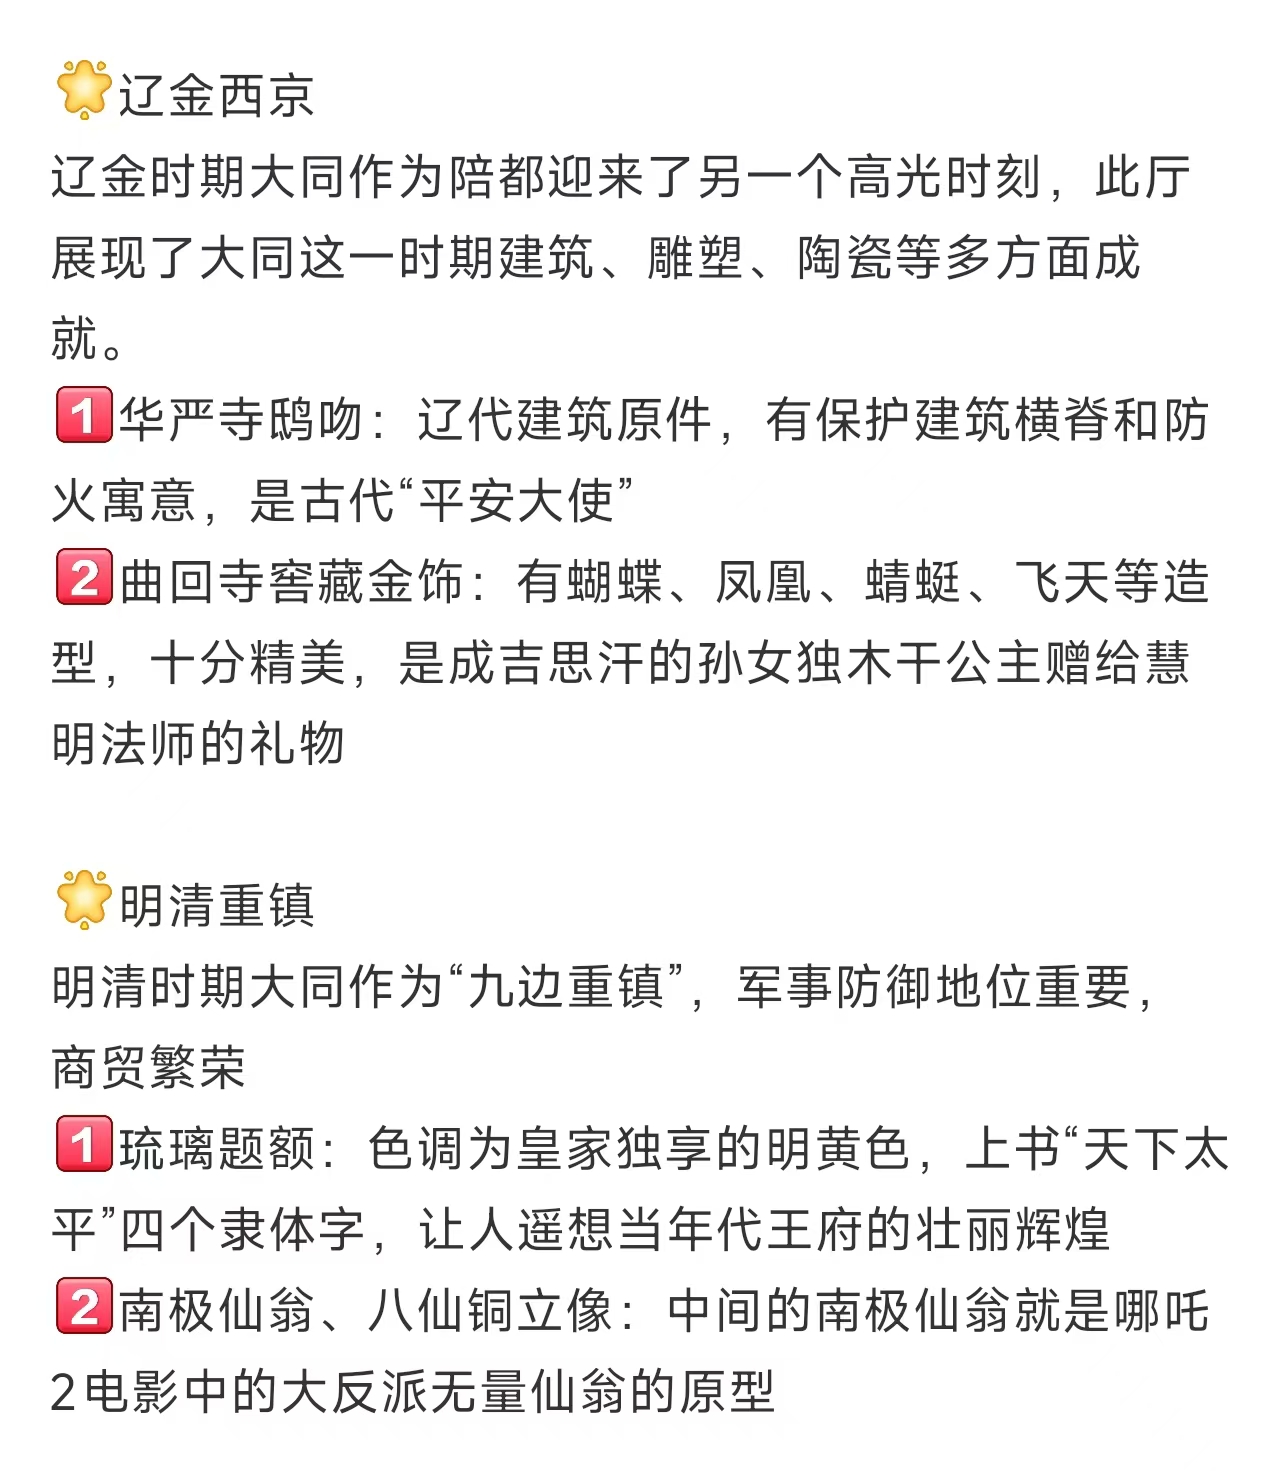 🌟辽金西京
辽金时期大同作为陪都迎来了另一个高光时刻，此厅
展现了大同这一时期建筑、雕塑、陶瓷等多方面成
就。
1️⃣华严寺鸱吻：辽代建筑原件，有保护建筑横脊和防
火寓意，是古代“平安大使”
2️⃣曲回寺窖藏金饰：有蝴蝶、凤凰、蜻蜓、飞天等造
型，十分精美，是成吉思汗的孙女独木干公主赠给慧
明法师的礼物
🌟明清重镇
明清时期大同作为“九边重镇”，军事防御地位重要，
商贸繁荣
1️⃣琉璃题额：色调为皇家独享的明黄色，上书“天下太
平”四个隶体字，让人遥想当年代王府的壮丽辉煌
2️⃣南极仙翁、八仙铜立像：中间的南极仙翁就是哪吒
2电影中的大反派无量仙翁的原型